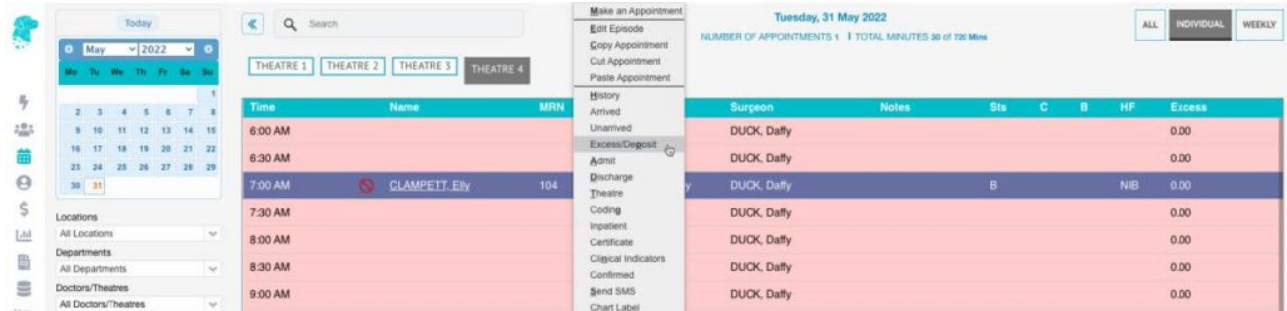 Today
May 2022
Mo Tu We Th Fr Sa Su
1
2 3 4 5 6 7 8
9 10 11 12 13 14 15
16 17 18 19 20 21 22
23 24 25 26 27 28 29
30 31
Locations
All Locations
Departments
All Departments
Doctors/Theatres
All Doctors/Theatres
Search
THEATRE 1 THEATRE 2 THEATRE 3 THEATRE 4
Make an Appointment
Edit Episode
Copy Appointment
Cut Appointment
Paste Appointment
History
Arrived
Unarrived
Excess/Deposit
Admit
Discharge
Theatre
Coding
Inpatient
Certificate
Clinical Indicators
Confirmed
Send SMS
Chart Label
Tuesday, 31 May 2022
NUMBER OF APPOINTMENTS 1 | TOTAL MINUTES 30 of 720 Mins
ALL INDIVIDUAL WEEKLY
Time Name MRN Surgeon Notes Sts C B HF Excess
6:00 AM DUCK, Daffy 0.00
6:30 AM DUCK, Daffy 0.00
7:00 AM CLAMPETT, Elly 104 y DUCK, Daffy B NIB 0.00
7:30 AM DUCK, Daffy 0.00
8:00 AM DUCK, Daffy 0.00
8:30 AM DUCK, Daffy 0.00
9:00 AM DUCK, Daffy 0.00